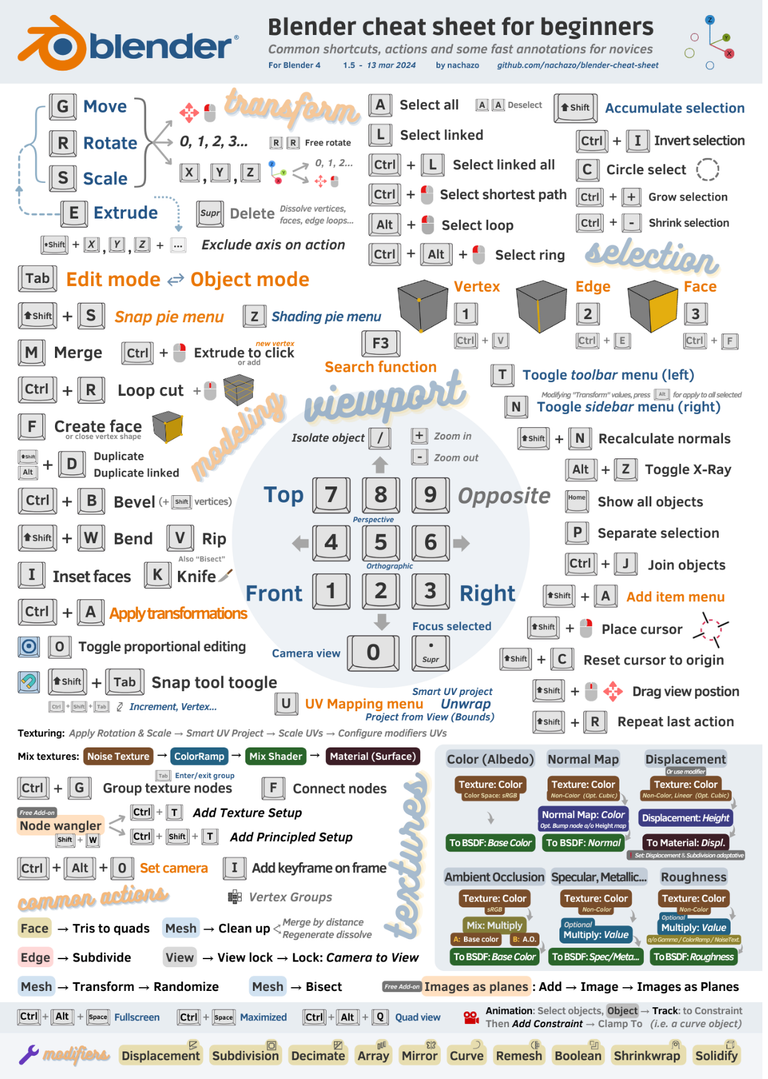 blender®
Blender cheat sheet for beginners
Common shortcuts, actions and some fast annotations for novices
For Blender 4 1.5 - 13 mar 2024 by nachazo github.com/nachazo/blender-cheat-sheet
Z
Y
X
transform
G Move
R Rotate
S Scale
0, 1, 2, 3... R R Free rotate
X , Y , Z 0, 1, 2...
E Extrude
Supr Delete Dissolve vertices, faces, edge loops...
Shift + X , Y , Z + ... Exclude axis on action
A Select all A A Deselect
L Select linked
Ctrl + L Select linked all
Ctrl + Select shortest path
Alt + Select loop
Ctrl + Alt + Select ring
Shift Accumulate selection
Ctrl + I Invert selection
C Circle select
Ctrl + + Grow selection
Ctrl + - Shrink selection
selection
Tab Edit mode ⇌ Object mode
Shift + S Snap pie menu Z Shading pie menu
Vertex
1
Ctrl + V
Edge
2
Ctrl + E
Face
3
Ctrl + F
F3
Search function
M Merge
new vertex
Ctrl + Extrude to click
or add
Ctrl + R Loop cut +
F Create face
or close vertex shape
modeling
Shift
Alt
+ D Duplicate
Duplicate linked
Ctrl + B Bevel (+ Shift vertices)
Shift + W Bend V Rip
Also "Bisect"
I Inset faces K Knife
Ctrl + A Apply transformations
O Toggle proportional editing
Shift + Tab Snap tool toogle
Ctrl + Shift + Tab Increment, Vertex...
viewport
Isolate object /
+ Zoom in
- Zoom out
Top 7 8 9 Opposite
Perspective
4 5 6
Orthographic
Front 1 2 3 Right
Focus selected
Camera view 0 . Supr
T Toogle toolbar menu (left)
Modifying "Transform" values, press Alt for apply to all selected
N Toogle sidebar menu (right)
Shift + N Recalculate normals
Alt + Z Toggle X-Ray
Home Show all objects
P Separate selection
Ctrl + J Join objects
Shift + A Add item menu
Shift + Place cursor
Shift + C Reset cursor to origin
Shift + Drag view postion
Shift + R Repeat last action
U UV Mapping menu
Smart UV project
Unwrap
Project from View (Bounds)
Texturing: Apply Rotation & Scale → Smart UV Project → Scale UVs → Configure modifiers UVs
Mix textures: Noise Texture → ColorRamp → Mix Shader → Material (Surface)
Tab Enter/exit group
Ctrl + G Group texture nodes F Connect nodes
Free Add-on
Node wangler
Shift + W
Ctrl + T Add Texture Setup
Ctrl + Shift + T Add Principled Setup
textures
Ctrl + Alt + 0 Set camera I Add keyframe on frame
Color (Albedo)
Texture: Color
Color Space: sRGB
To BSDF: Base Color
Normal Map
Texture: Color
Non-Color (Opt. Cubic)
Normal Map: Color
Opt. Bump node a/o Height map
To BSDF: Normal
Displacement
Or use modifier
Texture: Color
Non-Color, Linear (Opt. Cubic)
Displacement: Height
To Material: Displ.
Set: Displacement & Subdivision adaptative
Ambient Occlusion
Texture: Color
sRGB
Mix: Multiply
A: Base color B: A.O.
To BSDF: Base Color
Specular, Metallic...
Texture: Color
Non-Color
Optional
Multiply: Value
To BSDF: Spec/Meta...
Roughness
Texture: Color
Non-Color
Optional
Multiply: Value
a/o Gamma / ColorRamp / NoiseText
To BSDF: Roughness
common actions
Vertex Groups
Face → Tris to quads Mesh → Clean up Merge by distance
Regenerate dissolve
Edge → Subdivide View → View lock → Lock: Camera to View
Mesh → Transform → Randomize Mesh → Bisect Free Add-on Images as planes : Add → Image → Images as Planes
Ctrl + Alt + Space Fullscreen Ctrl + Space Maximized Ctrl + Alt + Q Quad view
Animation: Select objects, Object → Track: to Constraint
Then Add Constraint → Clamp To (i.e. a curve object)
modifiers Displacement Subdivision Decimate Array Mirror Curve Remesh Boolean Shrinkwrap Solidify